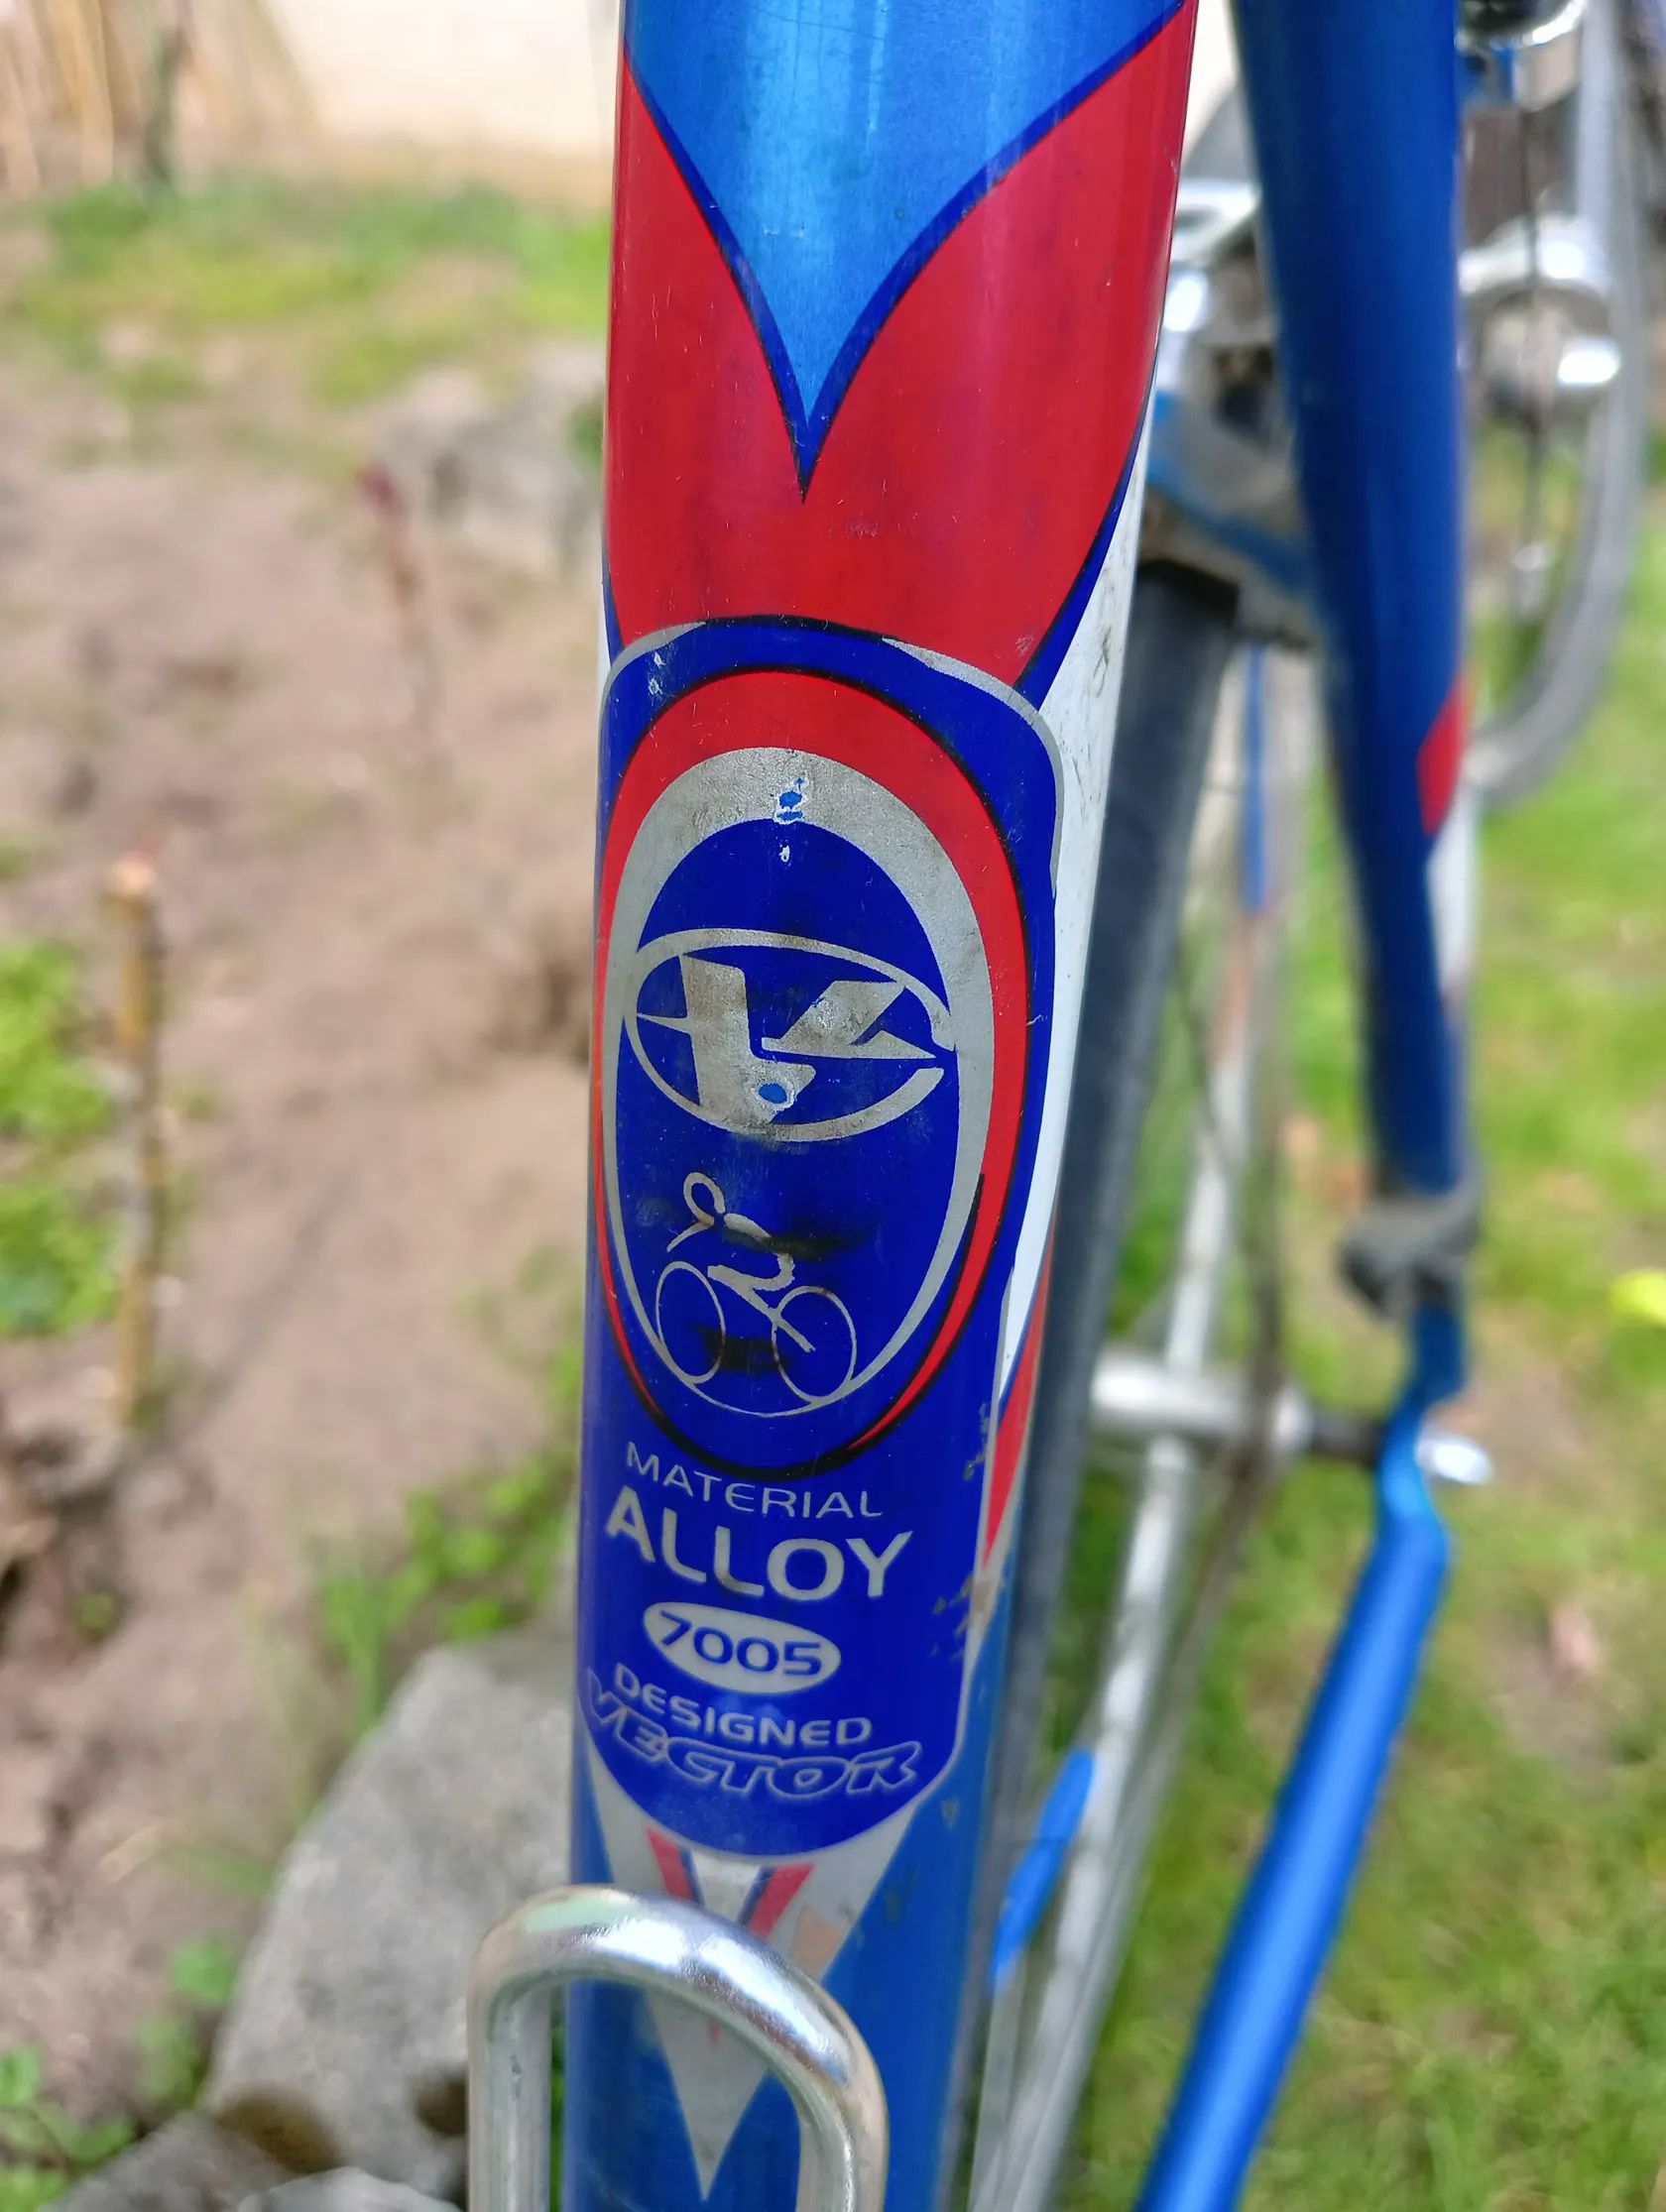 MATERIAL
ALLOY
7005
DESIGNED
VECTOR